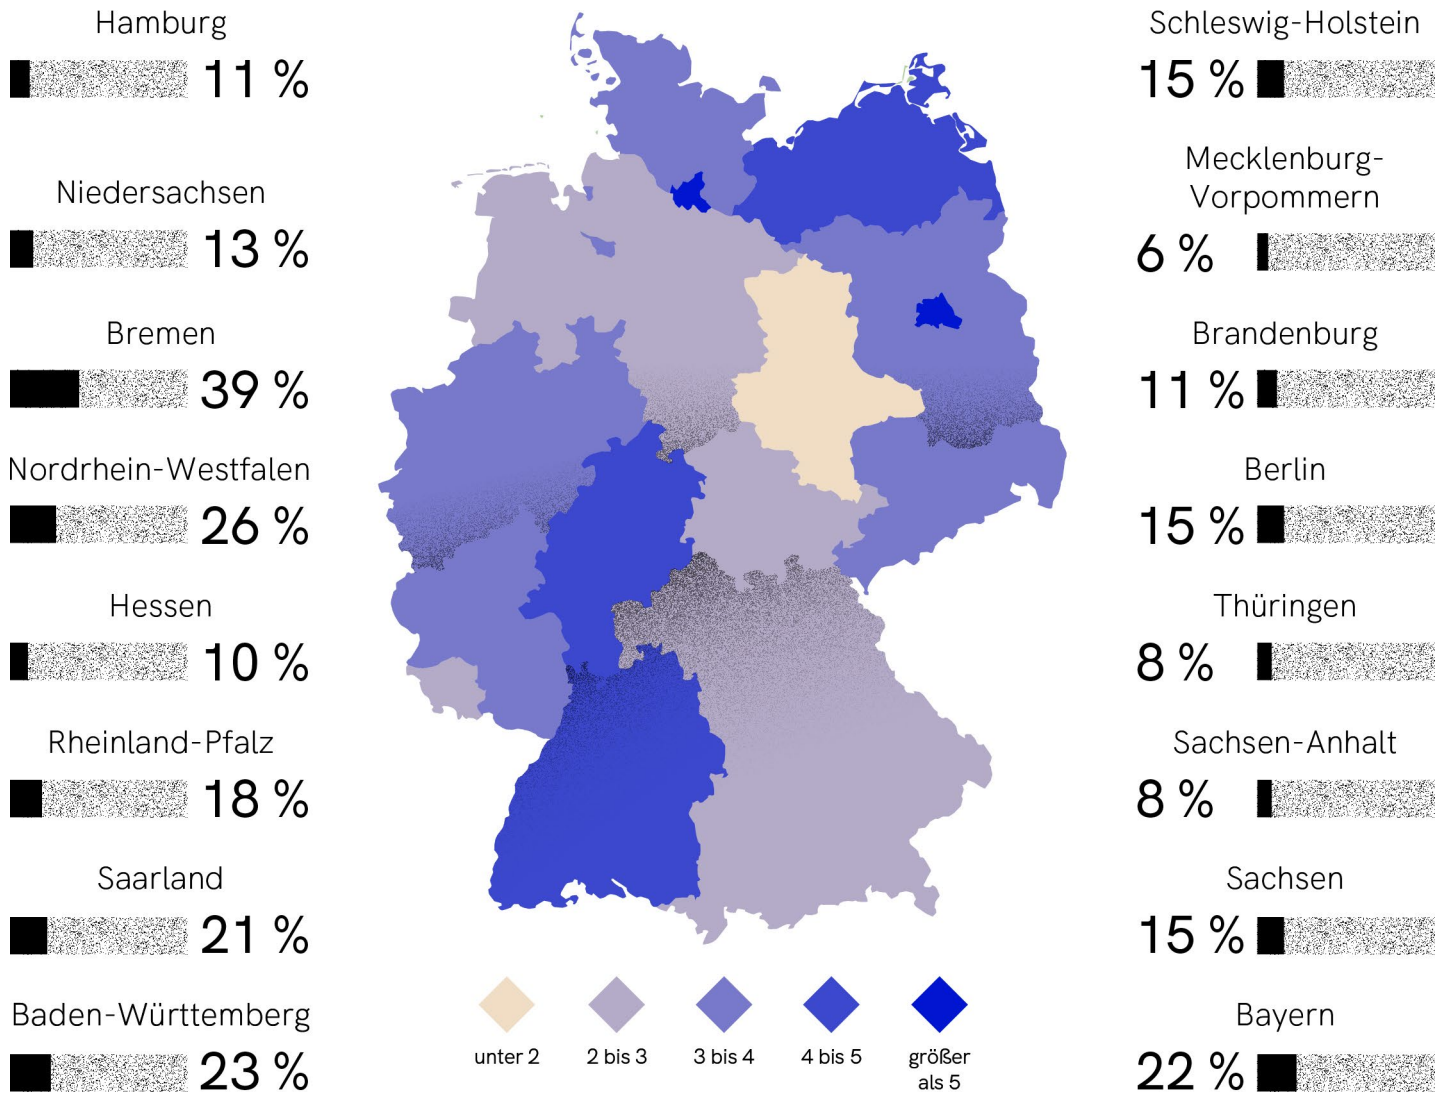 Hamburg
11 %
Niedersachsen
13 %
Bremen
39 %
Nordrhein-Westfalen
26 %
Hessen
10 %
Rheinland-Pfalz
18 %
Saarland
21 %
Baden-Württemberg
23 %
unter 2
2 bis 3
3 bis 4
4 bis 5
größer
als 5
Schleswig-Holstein
15 %
Mecklenburg-
Vorpommern
6 %
Brandenburg
11 %
Berlin
15 %
Thüringen
8 %
Sachsen-Anhalt
8 %
Sachsen
15 %
Bayern
22 %